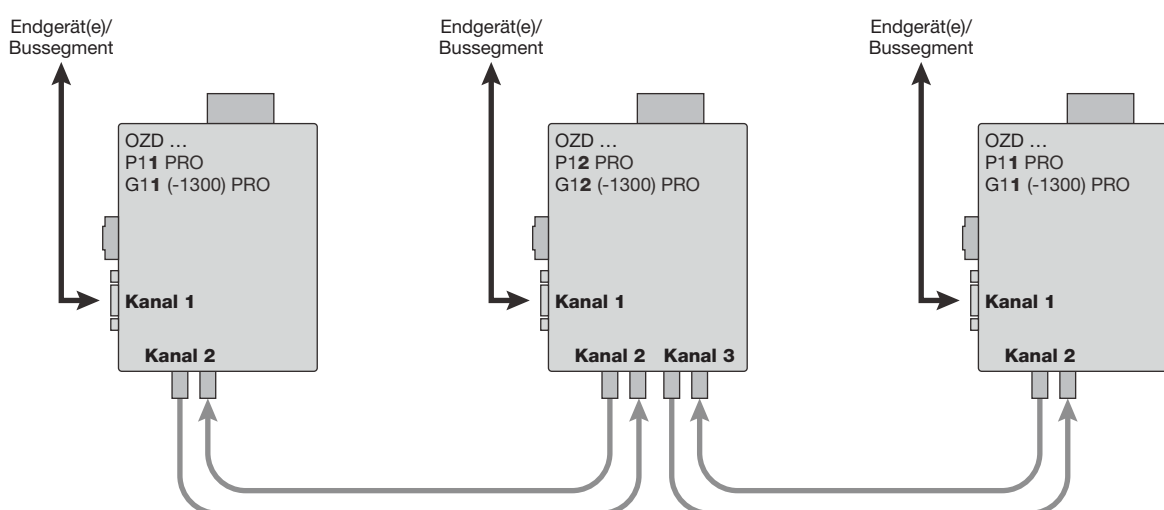 Endgerät(e)/
Bussegment
OZD ...
P11 PRO
G11 (-1300) PRO
Kanal 1
Kanal 2
Endgerät(e)/
Bussegment
OZD ...
P12 PRO
G12 (-1300) PRO
Kanal 1
Kanal 2 Kanal 3
Endgerät(e)/
Bussegment
OZD ...
P11 PRO
G11 (-1300) PRO
Kanal 1
Kanal 2